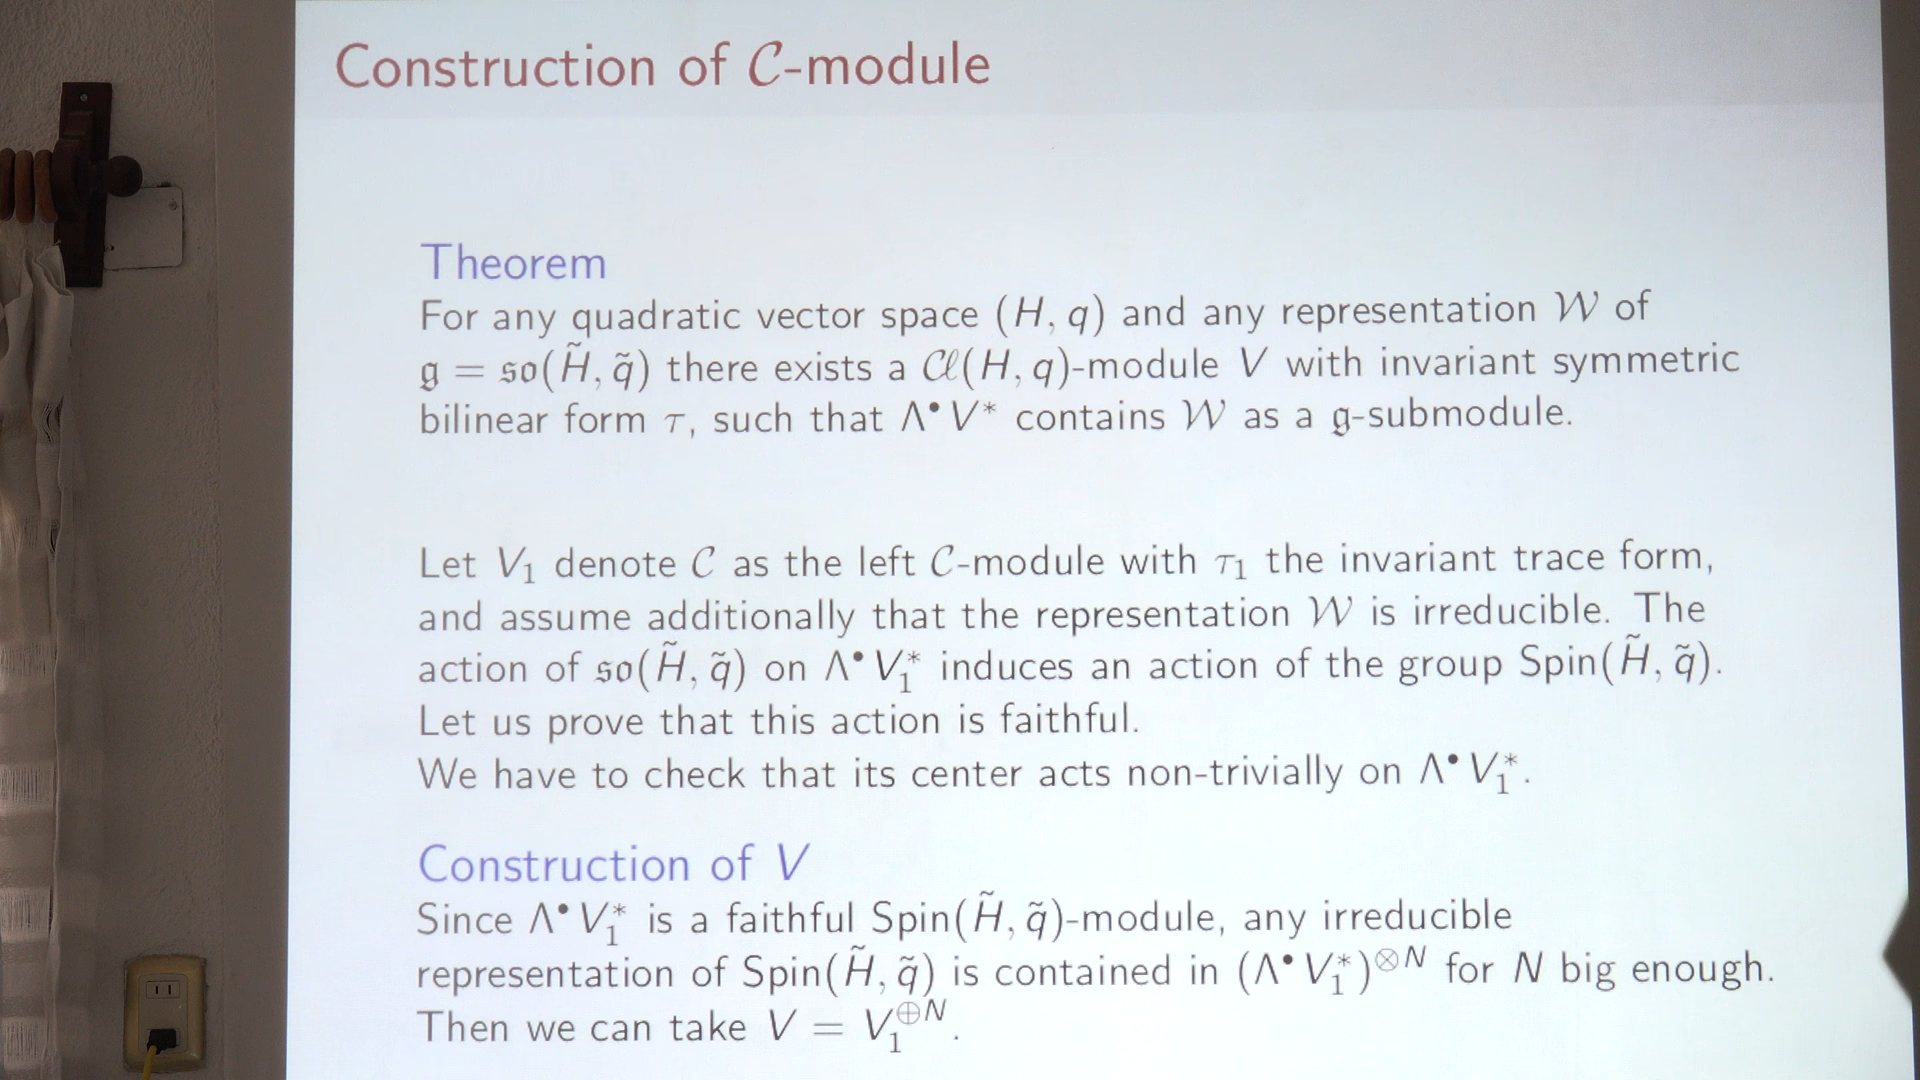 Construction of 𝒞-module
Theorem
For any quadratic vector space (H, q) and any representation 𝒲 of
𝔤 = 𝔰𝔬(H̃, q̃) there exists a 𝒞ℓ(H, q)-module V with invariant symmetric
bilinear form τ, such that Λ•V* contains 𝒲 as a 𝔤-submodule.
Let V₁ denote 𝒞 as the left 𝒞-module with τ₁ the invariant trace form,
and assume additionally that the representation 𝒲 is irreducible. The
action of 𝔰𝔬(H̃, q̃) on Λ•V₁* induces an action of the group Spin(H̃, q̃).
Let us prove that this action is faithful.
We have to check that its center acts non-trivially on Λ•V₁*.
Construction of V
Since Λ•V₁* is a faithful Spin(H̃, q̃)-module, any irreducible
representation of Spin(H̃, q̃) is contained in (Λ•V₁*)⊗N for N big enough.
Then we can take V = V₁⊕N.